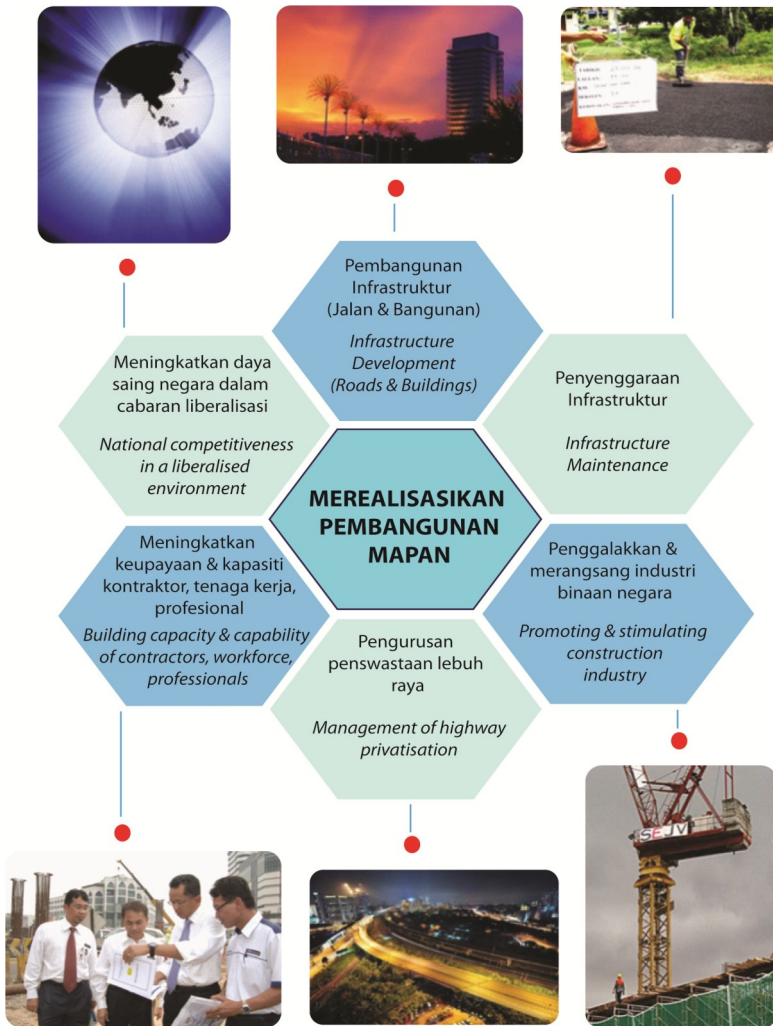 Pembangunan
Infrastruktur
(Jalan & Bangunan)
Infrastructure
Development
(Roads & Buildings)
Meningkatkan daya
saing negara dalam
cabaran liberalisasi
National competitiveness
in a liberalised
environment
Penyenggaraan
Infrastruktur
Infrastructure
Maintenance
MEREALISASIKAN
PEMBANGUNAN
MAPAN
Meningkatkan
keupayaan & kapasiti
kontraktor, tenaga kerja,
profesional
Building capacity & capability
of contractors, workforce,
professionals
Penggalakkan &
merangsang industri
binaan negara
Promoting & stimulating
construction
industry
Pengurusan
penswastaan lebuh
raya
Management of highway
privatisation
SEJV